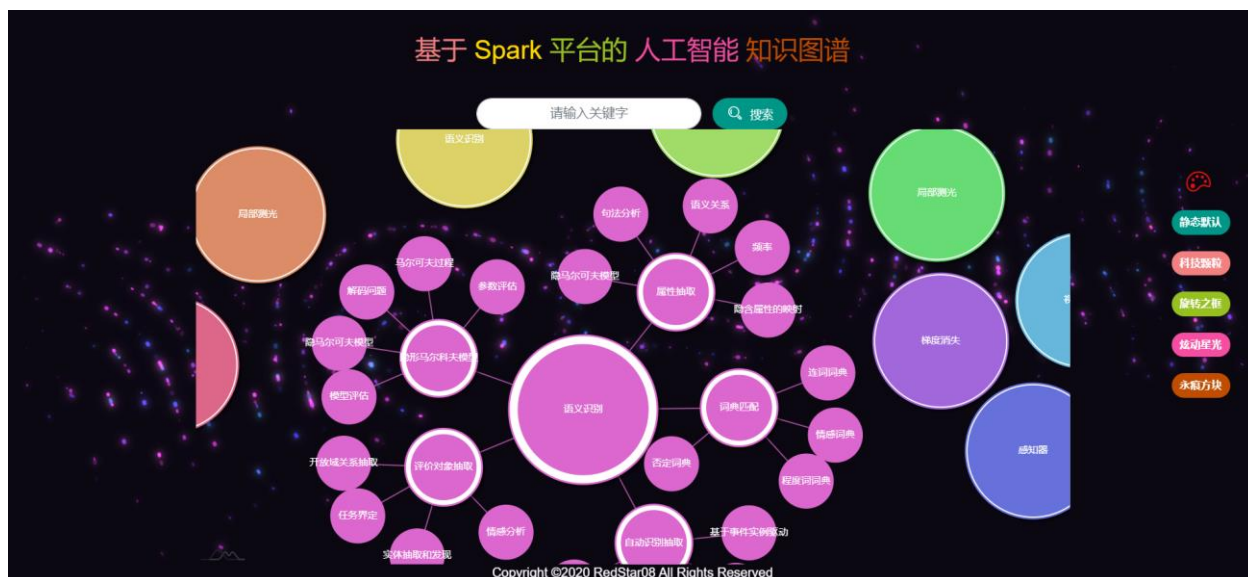 基于 Spark 平台的 人工智能 知识图谱
请输入关键字
搜索
语义识别
局部测光
局部测光
句法分析
语义关系
频率
隐马尔可夫模型
属性抽取
隐含属性的映射
马尔可夫过程
解码问题
参数评估
隐马尔可夫模型
隐形马尔科夫模型
模型评估
语义识别
词典匹配
连词词典
情感词典
程度词词典
否定词典
梯度消失
感知器
开放域关系抽取
评价对象抽取
任务界定
情感分析
实体抽取和发现
自动识别抽取
基于事件实例驱动
静态默认
科技颗粒
旋转之框
炫动星光
永痕方块
Copyright ©2020 RedStar08 All Rights Reserved